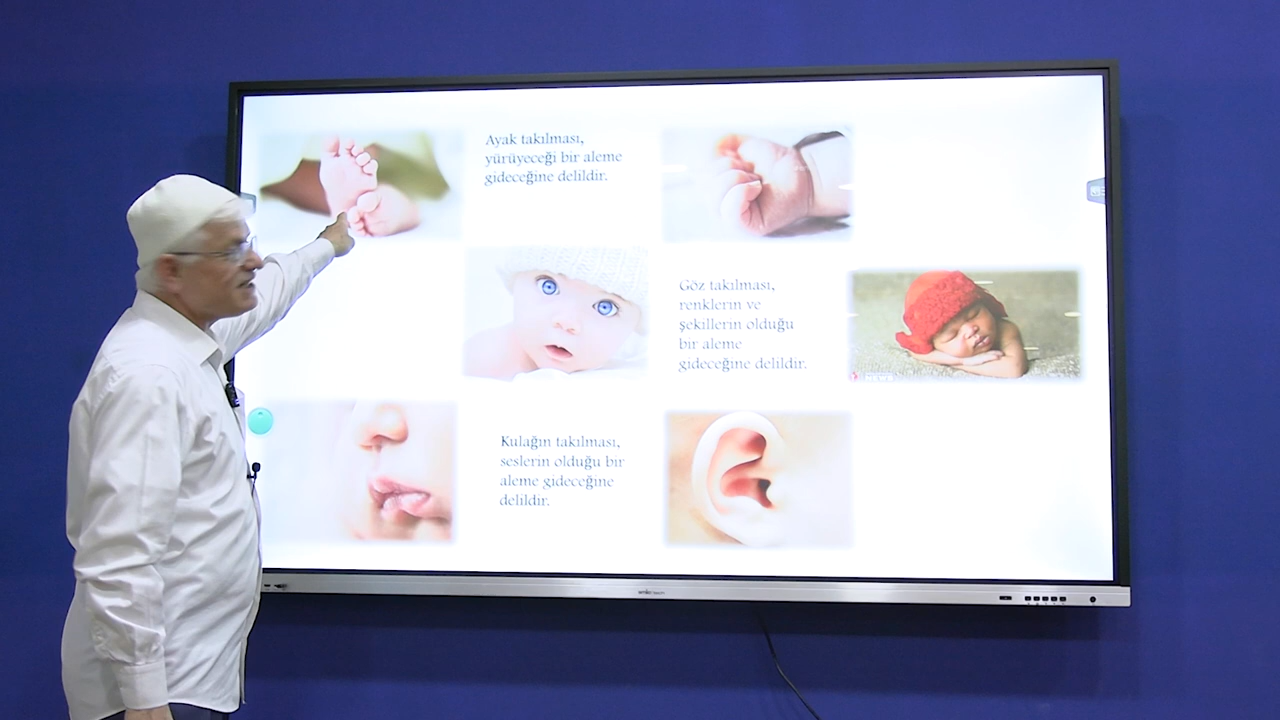 Ayak takılması,
yürüyeceği bir aleme
gideceğine delildir.
Göz takılması,
renklerin ve
şekillerin olduğu
bir aleme
gideceğine delildir.
Kulağın takılması,
seslerin olduğu bir
aleme gideceğine
delildir.